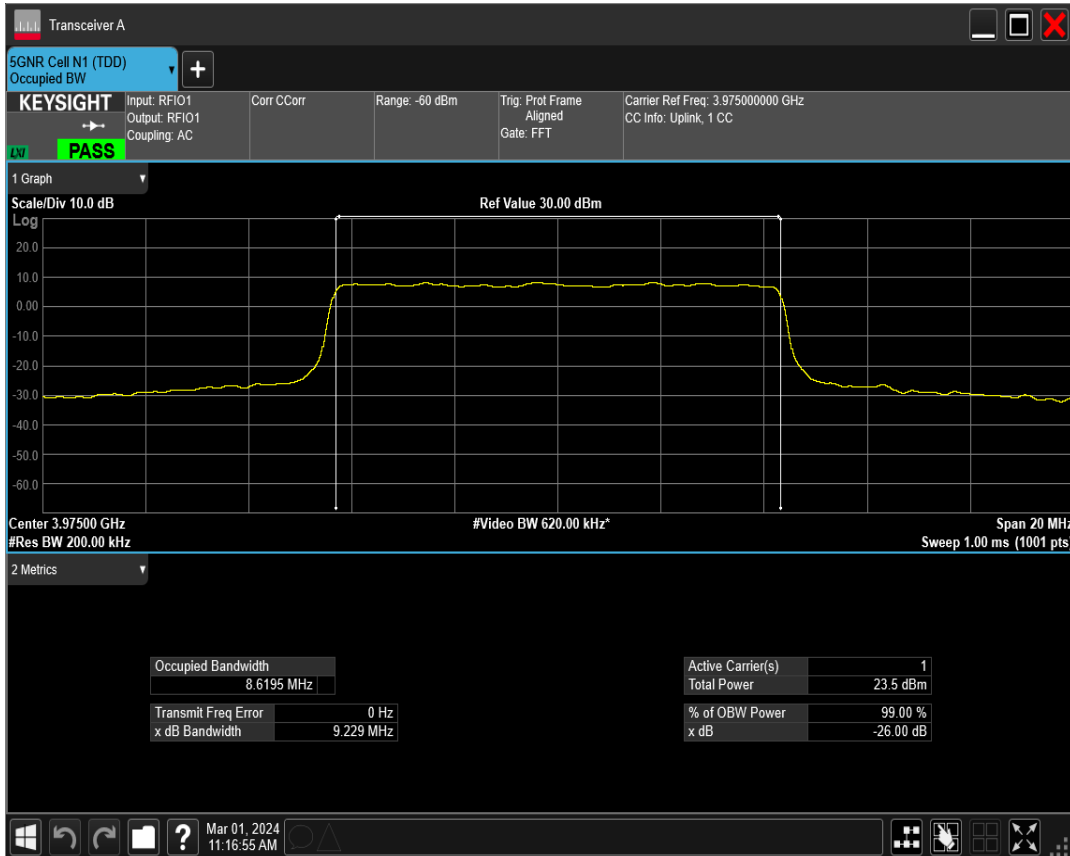 Transceiver A
5GNR Cell N1 (TDD)
Occupied BW
+
KEYSIGHT
LXI
PASS
Input: RFIO1
Output: RFIO1
Coupling: AC
Corr CCorr
Range: -60 dBm
Trig: Prot Frame
Aligned
Gate: FFT
Carrier Ref Freq: 3.975000000 GHz
CC Info: Uplink, 1 CC
1 Graph
Scale/Div 10.0 dB
Ref Value 30.00 dBm
Log
20.0
10.0
0.00
-10.0
-20.0
-30.0
-40.0
-50.0
-60.0
Center 3.97500 GHz
#Video BW 620.00 kHz*
Span 20 MHz
#Res BW 200.00 kHz
Sweep 1.00 ms (1001 pts)
2 Metrics
Occupied Bandwidth
8.6195 MHz
Transmit Freq Error 0 Hz
x dB Bandwidth 9.229 MHz
Active Carrier(s) 1
Total Power 23.5 dBm
% of OBW Power 99.00 %
x dB -26.00 dB
?
Mar 01, 2024
11:16:55 AM